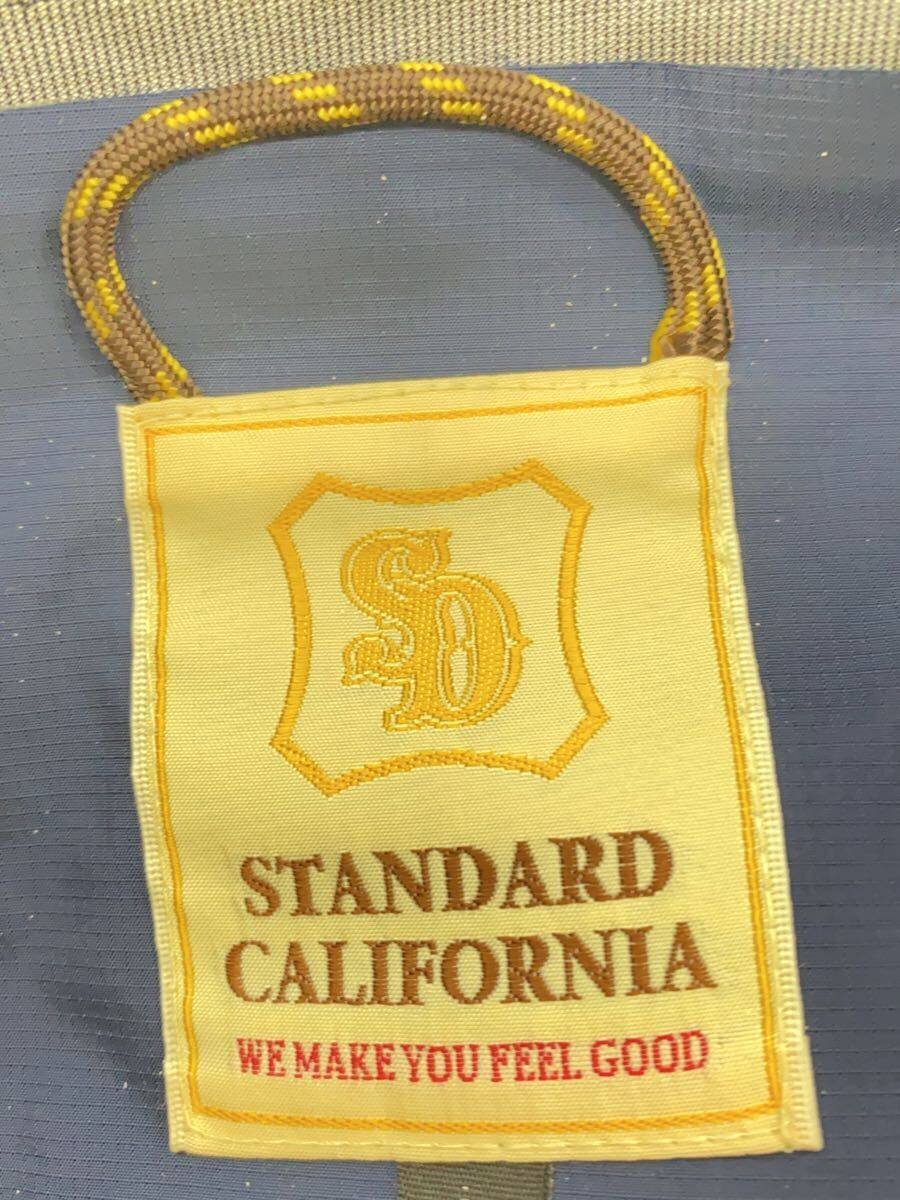 SD
STANDARD
CALIFORNIA
WE MAKE YOU FEEL GOOD